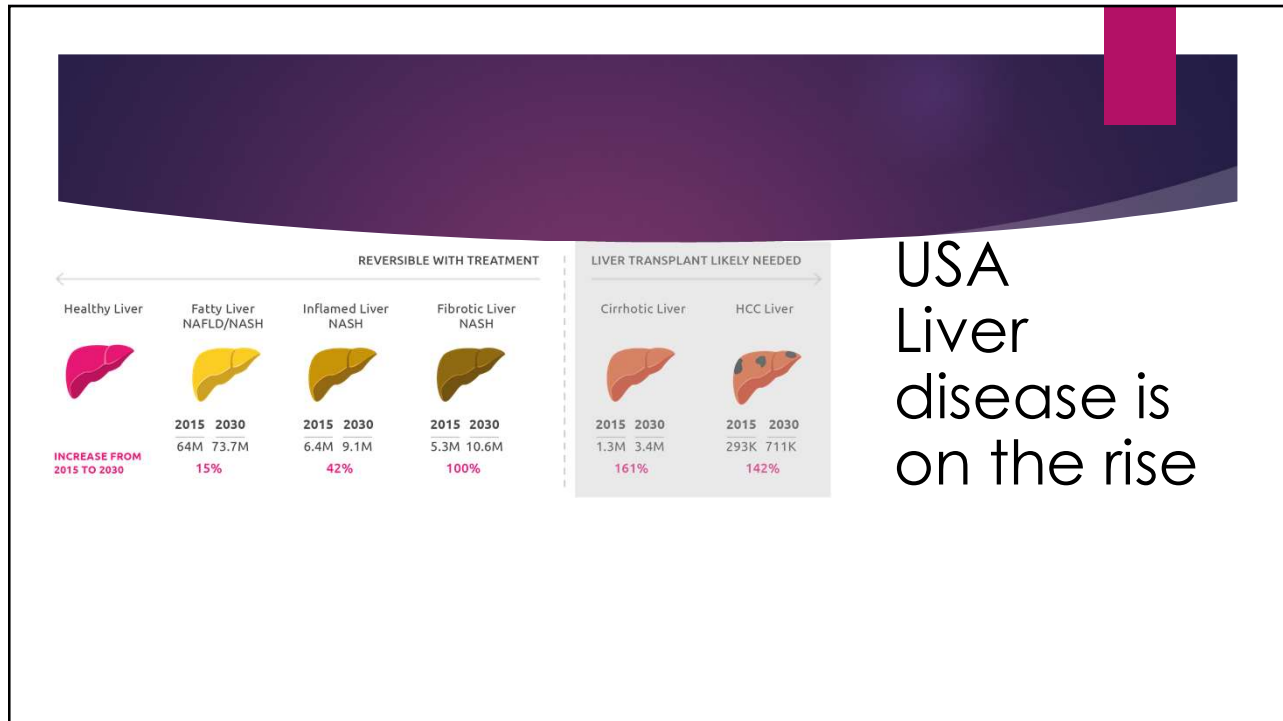 REVERSIBLE WITH TREATMENT
LIVER TRANSPLANT LIKELY NEEDED
Healthy Liver
Fatty Liver
NAFLD/NASH
Inflamed Liver
NASH
Fibrotic Liver
NASH
Cirrhotic Liver
HCC Liver
INCREASE FROM
2015 TO 2030
2015 2030
64M 73.7M
15%
2015 2030
6.4M 9.1M
42%
2015 2030
5.3M 10.6M
100%
2015 2030
1.3M 3.4M
161%
2015 2030
293K 711K
142%
USA
Liver
disease is
on the rise